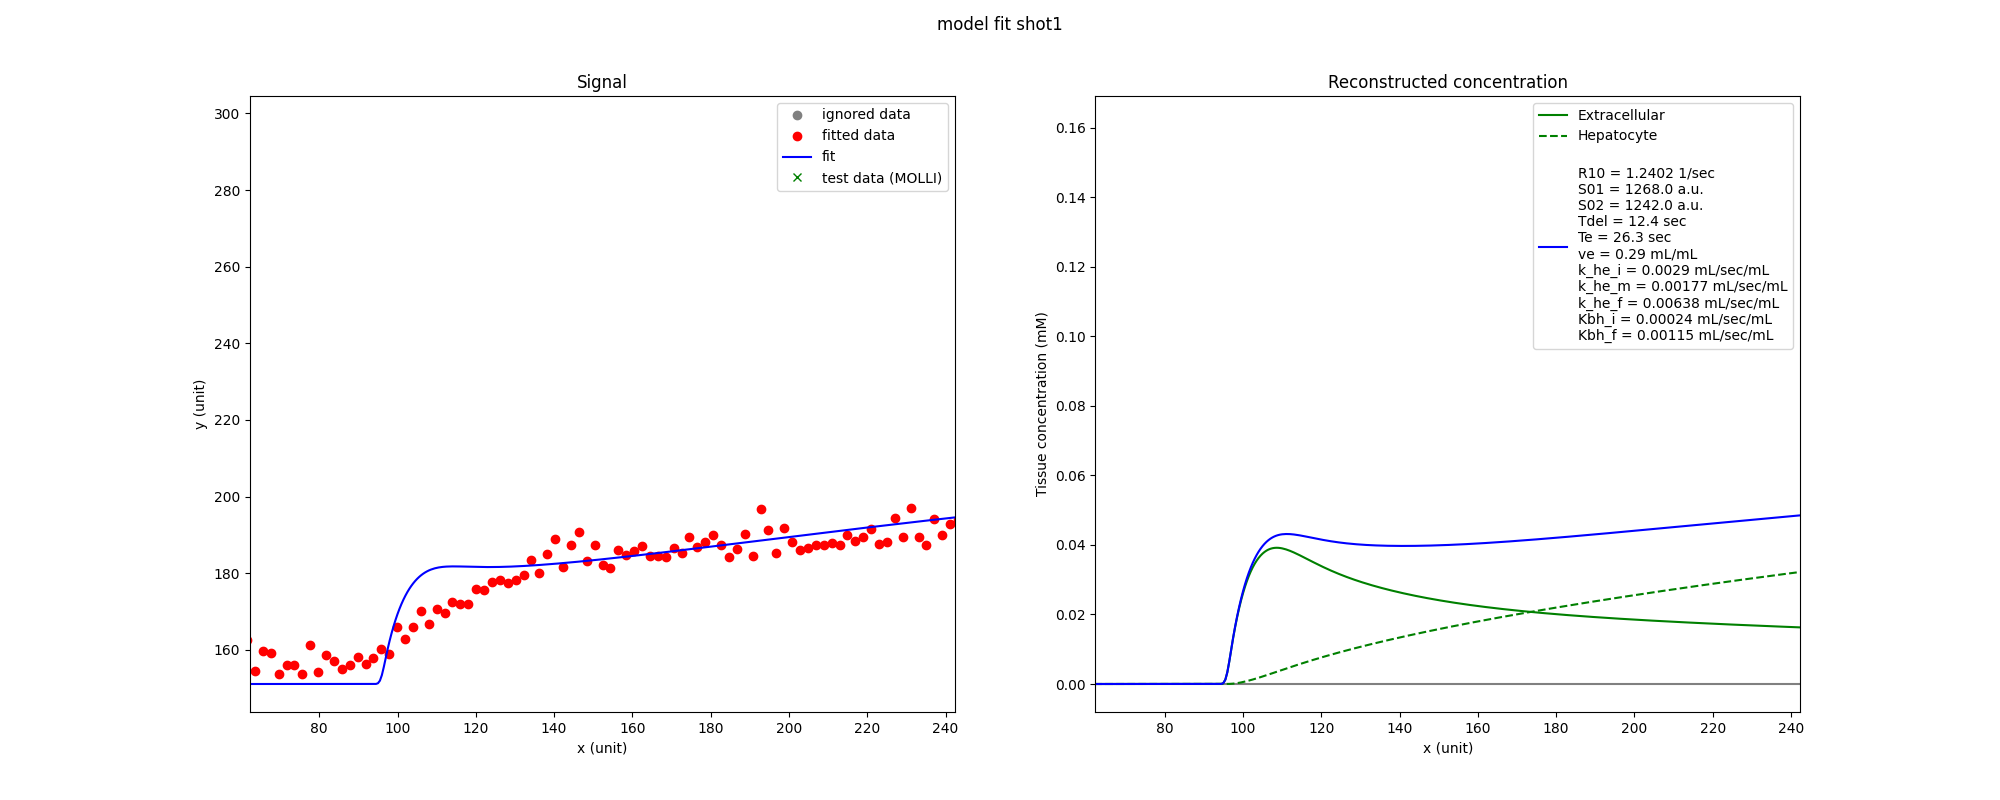 model fit shot1
Signal
300
280
260
240
220
200
180
160
y (unit)
80 100 120 140 160 180 200 220 240
x (unit)
ignored data
fitted data
fit
test data (MOLLI)
Reconstructed concentration
0.16
0.14
0.12
0.10
0.08
0.06
0.04
0.02
0.00
Tissue concentration (mM)
80 100 120 140 160 180 200 220 240
x (unit)
Extracellular
Hepatocyte
R10 = 1.2402 1/sec
S01 = 1268.0 a.u.
S02 = 1242.0 a.u.
Tdel = 12.4 sec
Te = 26.3 sec
ve = 0.29 mL/mL
k_he_i = 0.0029 mL/sec/mL
k_he_m = 0.00177 mL/sec/mL
k_he_f = 0.00638 mL/sec/mL
Kbh_i = 0.00024 mL/sec/mL
Kbh_f = 0.00115 mL/sec/mL